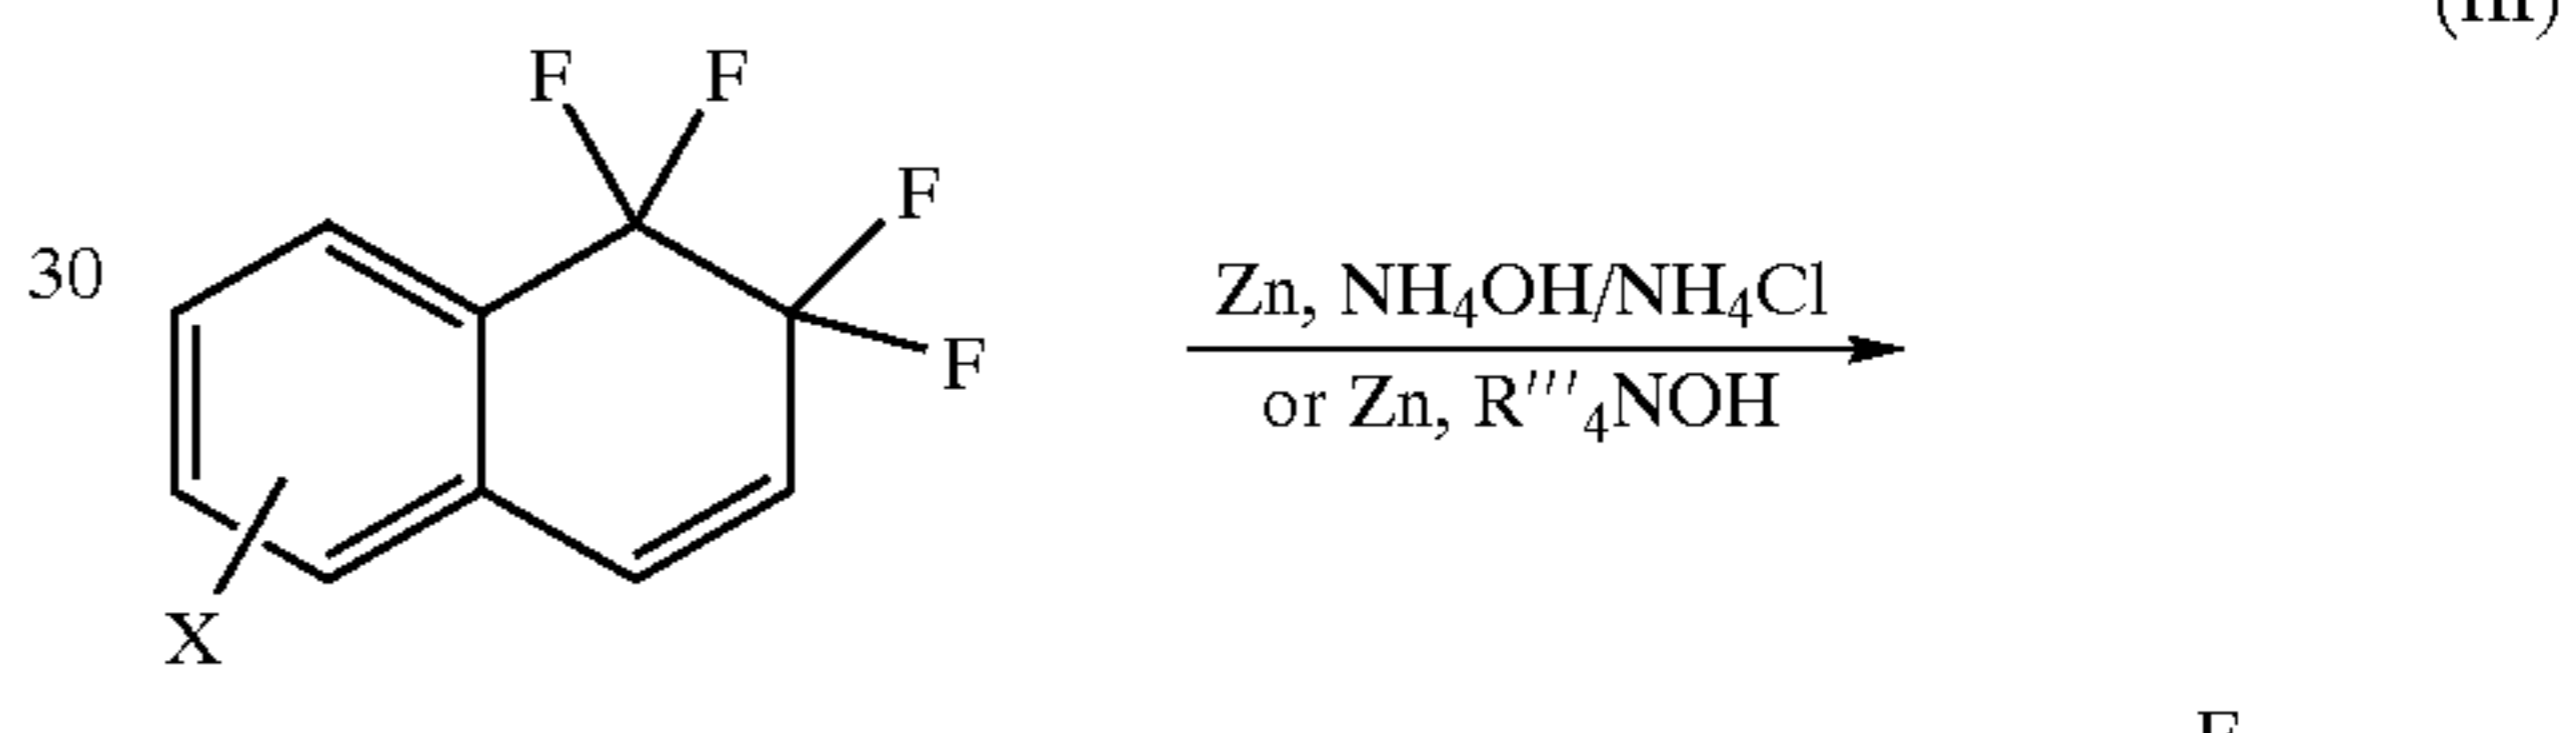 (III)
F F
F
30
Zn, NH₄OH/NH₄Cl
or Zn, R‴₄NOH
F
X
F